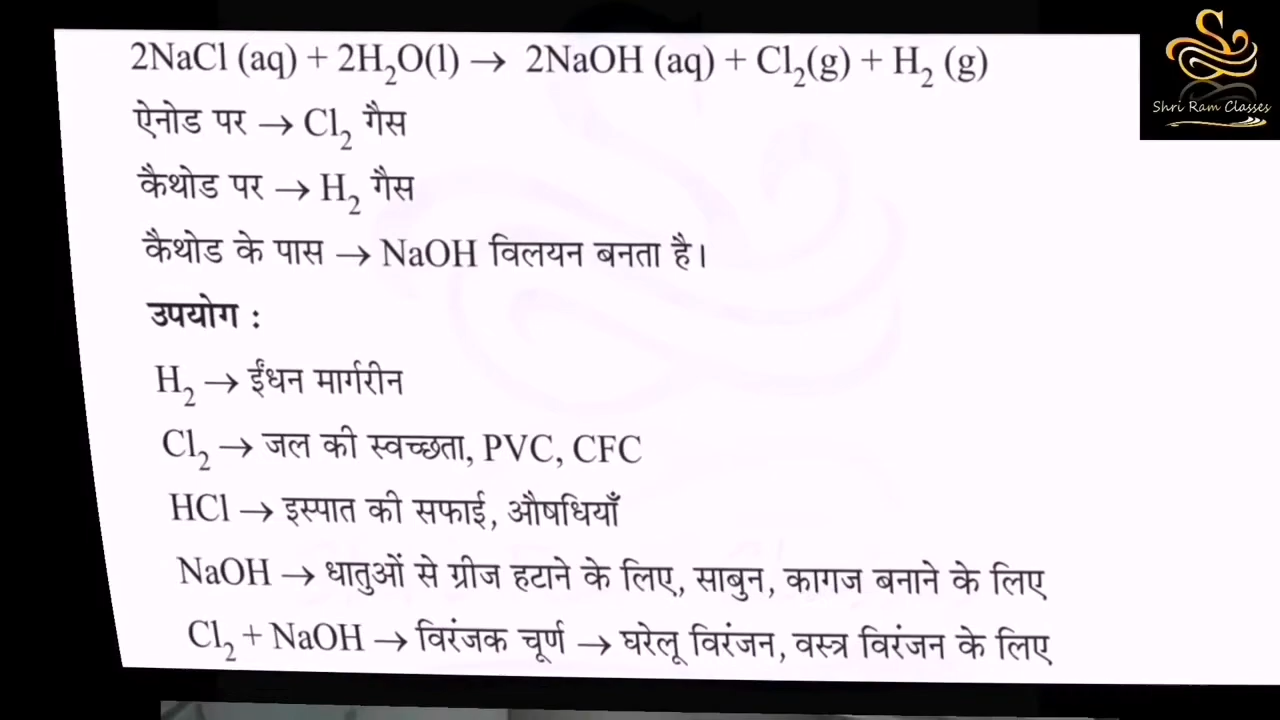 2NaCl (aq) + 2H₂O(l) → 2NaOH (aq) + Cl₂(g) + H₂ (g)
ऐनोड पर → Cl₂ गैस
कैथोड पर → H₂ गैस
कैथोड के पास → NaOH विलयन बनता है।
उपयोग :
H₂ → ईंधन मार्गरीन
Cl₂ → जल की स्वच्छता, PVC, CFC
HCl → इस्पात की सफाई, औषधियाँ
NaOH → धातुओं से ग्रीज हटाने के लिए, साबुन, कागज बनाने के लिए
Cl₂ + NaOH → विरंजक चूर्ण → घरेलू विरंजन, वस्त्र विरंजन के लिए
Shri Ram Classes